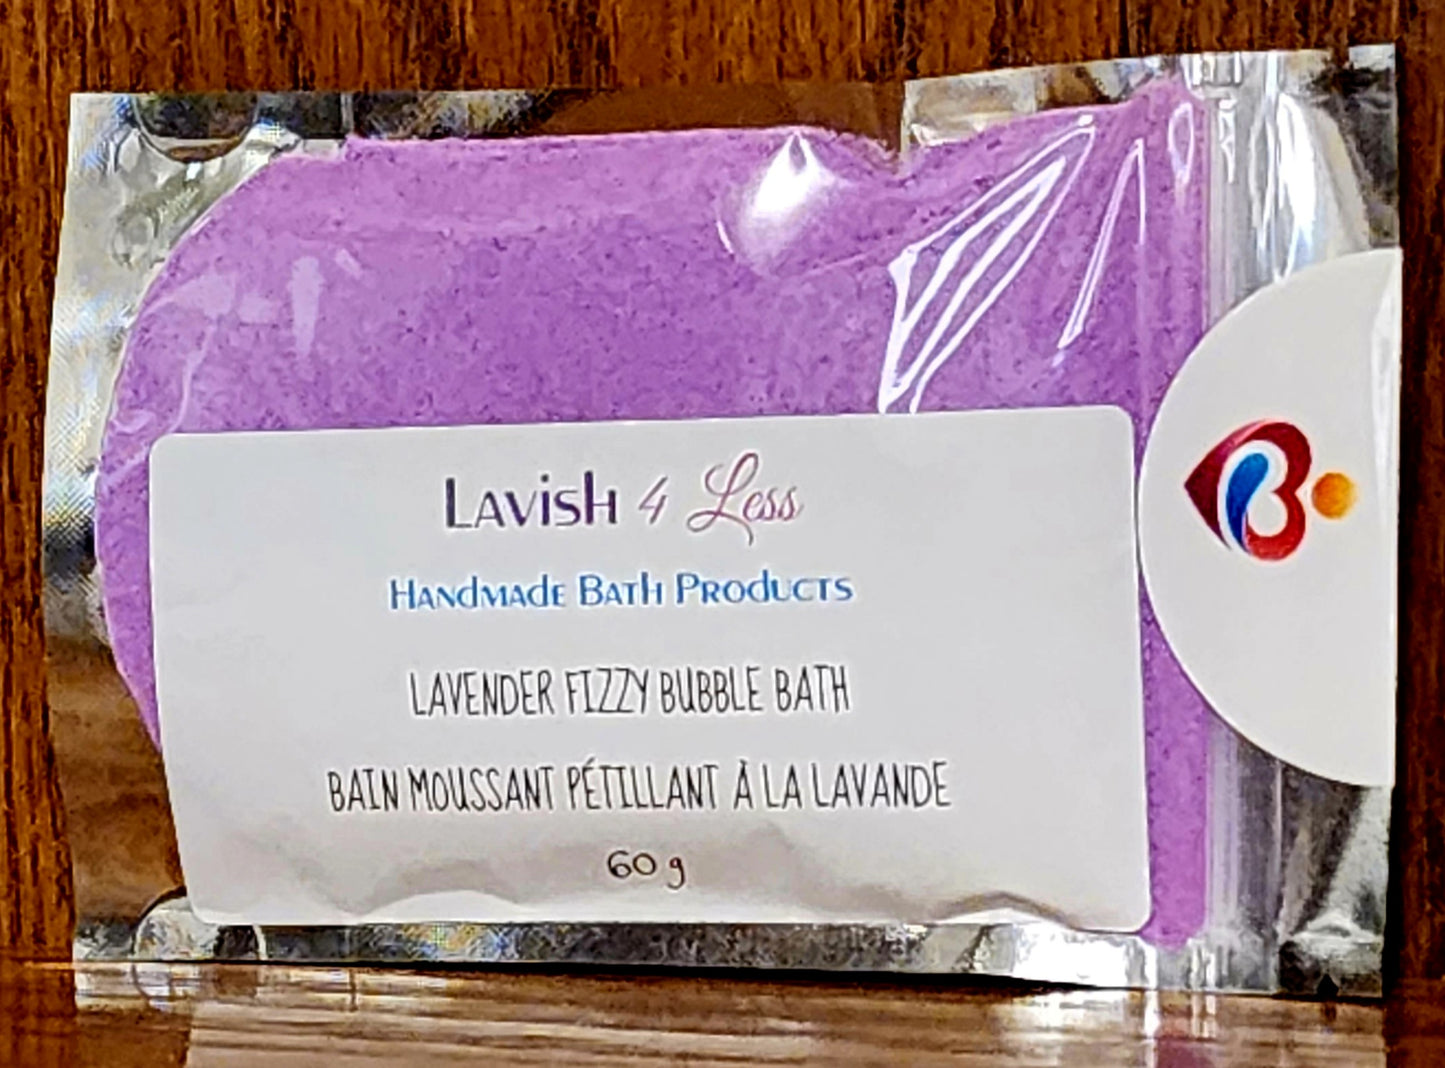 Lavish 4 Less
Handmade Bath Products
LAVENDER FIZZY BUBBLE BATH
BAIN MOUSSANT PÉTILLANT À LA LAVANDE
60 g